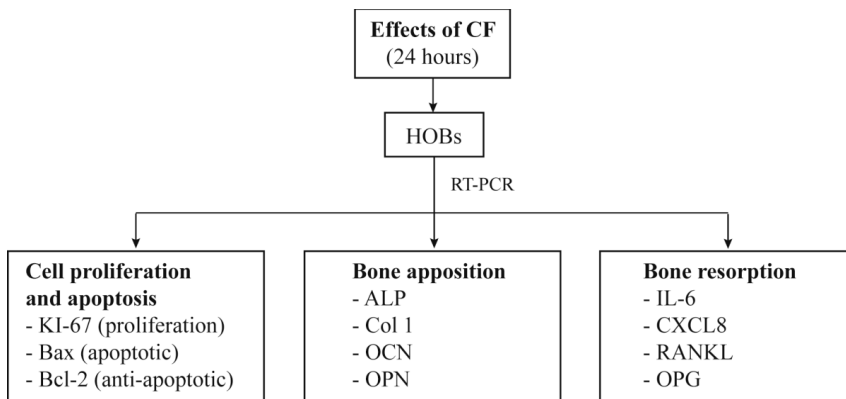 Effects of CF
(24 hours)
HOBs
RT-PCR
Cell proliferation
and apoptosis
- KI-67 (proliferation)
- Bax (apoptotic)
- Bcl-2 (anti-apoptotic)
Bone apposition
- ALP
- Col 1
- OCN
- OPN
Bone resorption
- IL-6
- CXCL8
- RANKL
- OPG